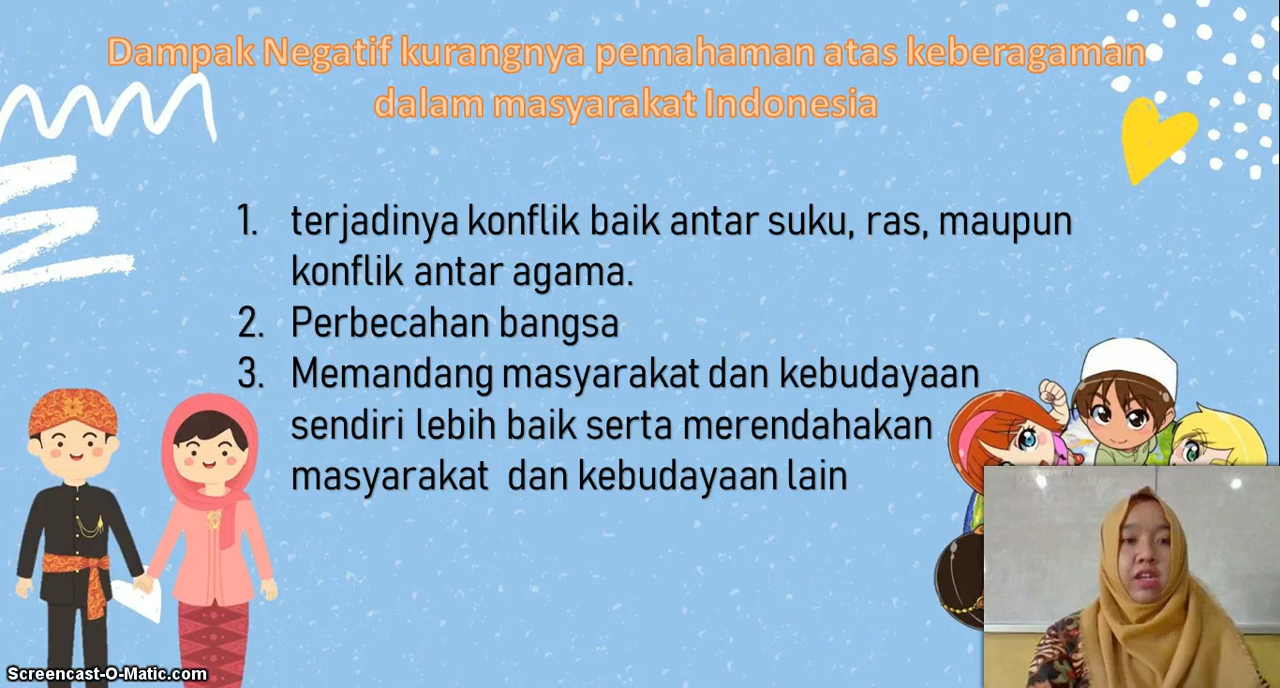 Dampak Negatif kurangnya pemahaman atas keberagaman
dalam masyarakat Indonesia
1. terjadinya konflik baik antar suku, ras, maupun
konflik antar agama.
2. Perbecahan bangsa
3. Memandang masyarakat dan kebudayaan
sendiri lebih baik serta merendahakan
masyarakat dan kebudayaan lain
Screencast-O-Matic.com